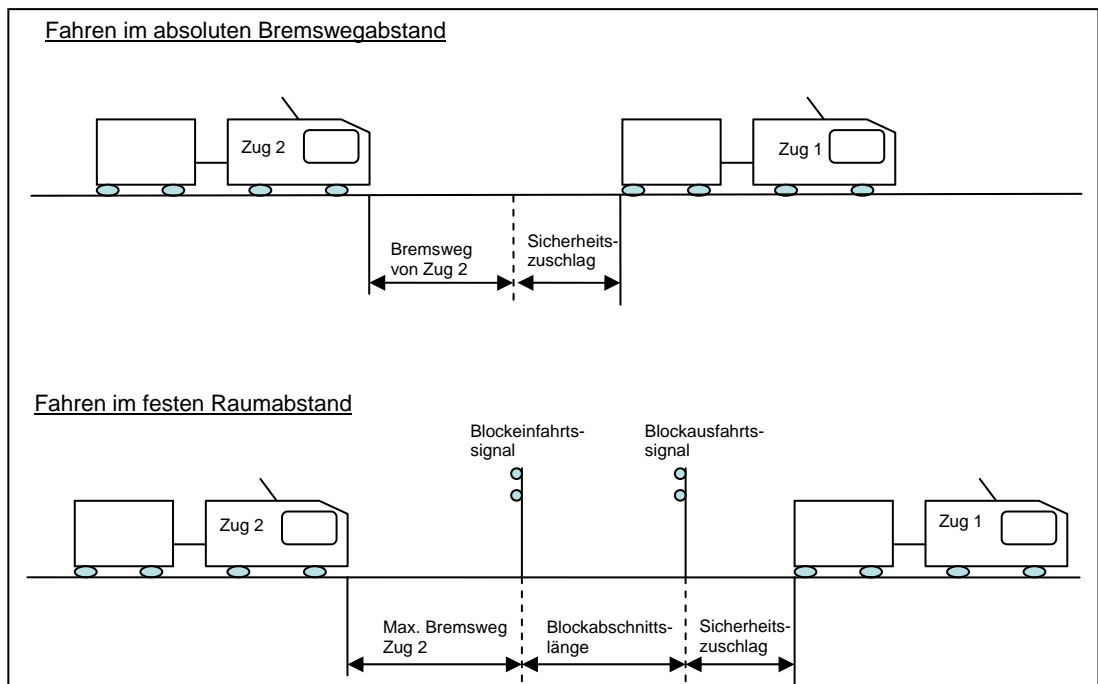 Fahren im absoluten Bremswegabstand
Zug 2
Zug 1
Bremsweg
von Zug 2
Sicherheits-
zuschlag
Fahren im festen Raumabstand
Blockeinfahrts-
signal
Blockausfahrts-
signal
Zug 2
Zug 1
Max. Bremsweg
Zug 2
Blockabschnitts-
länge
Sicherheits-
zuschlag